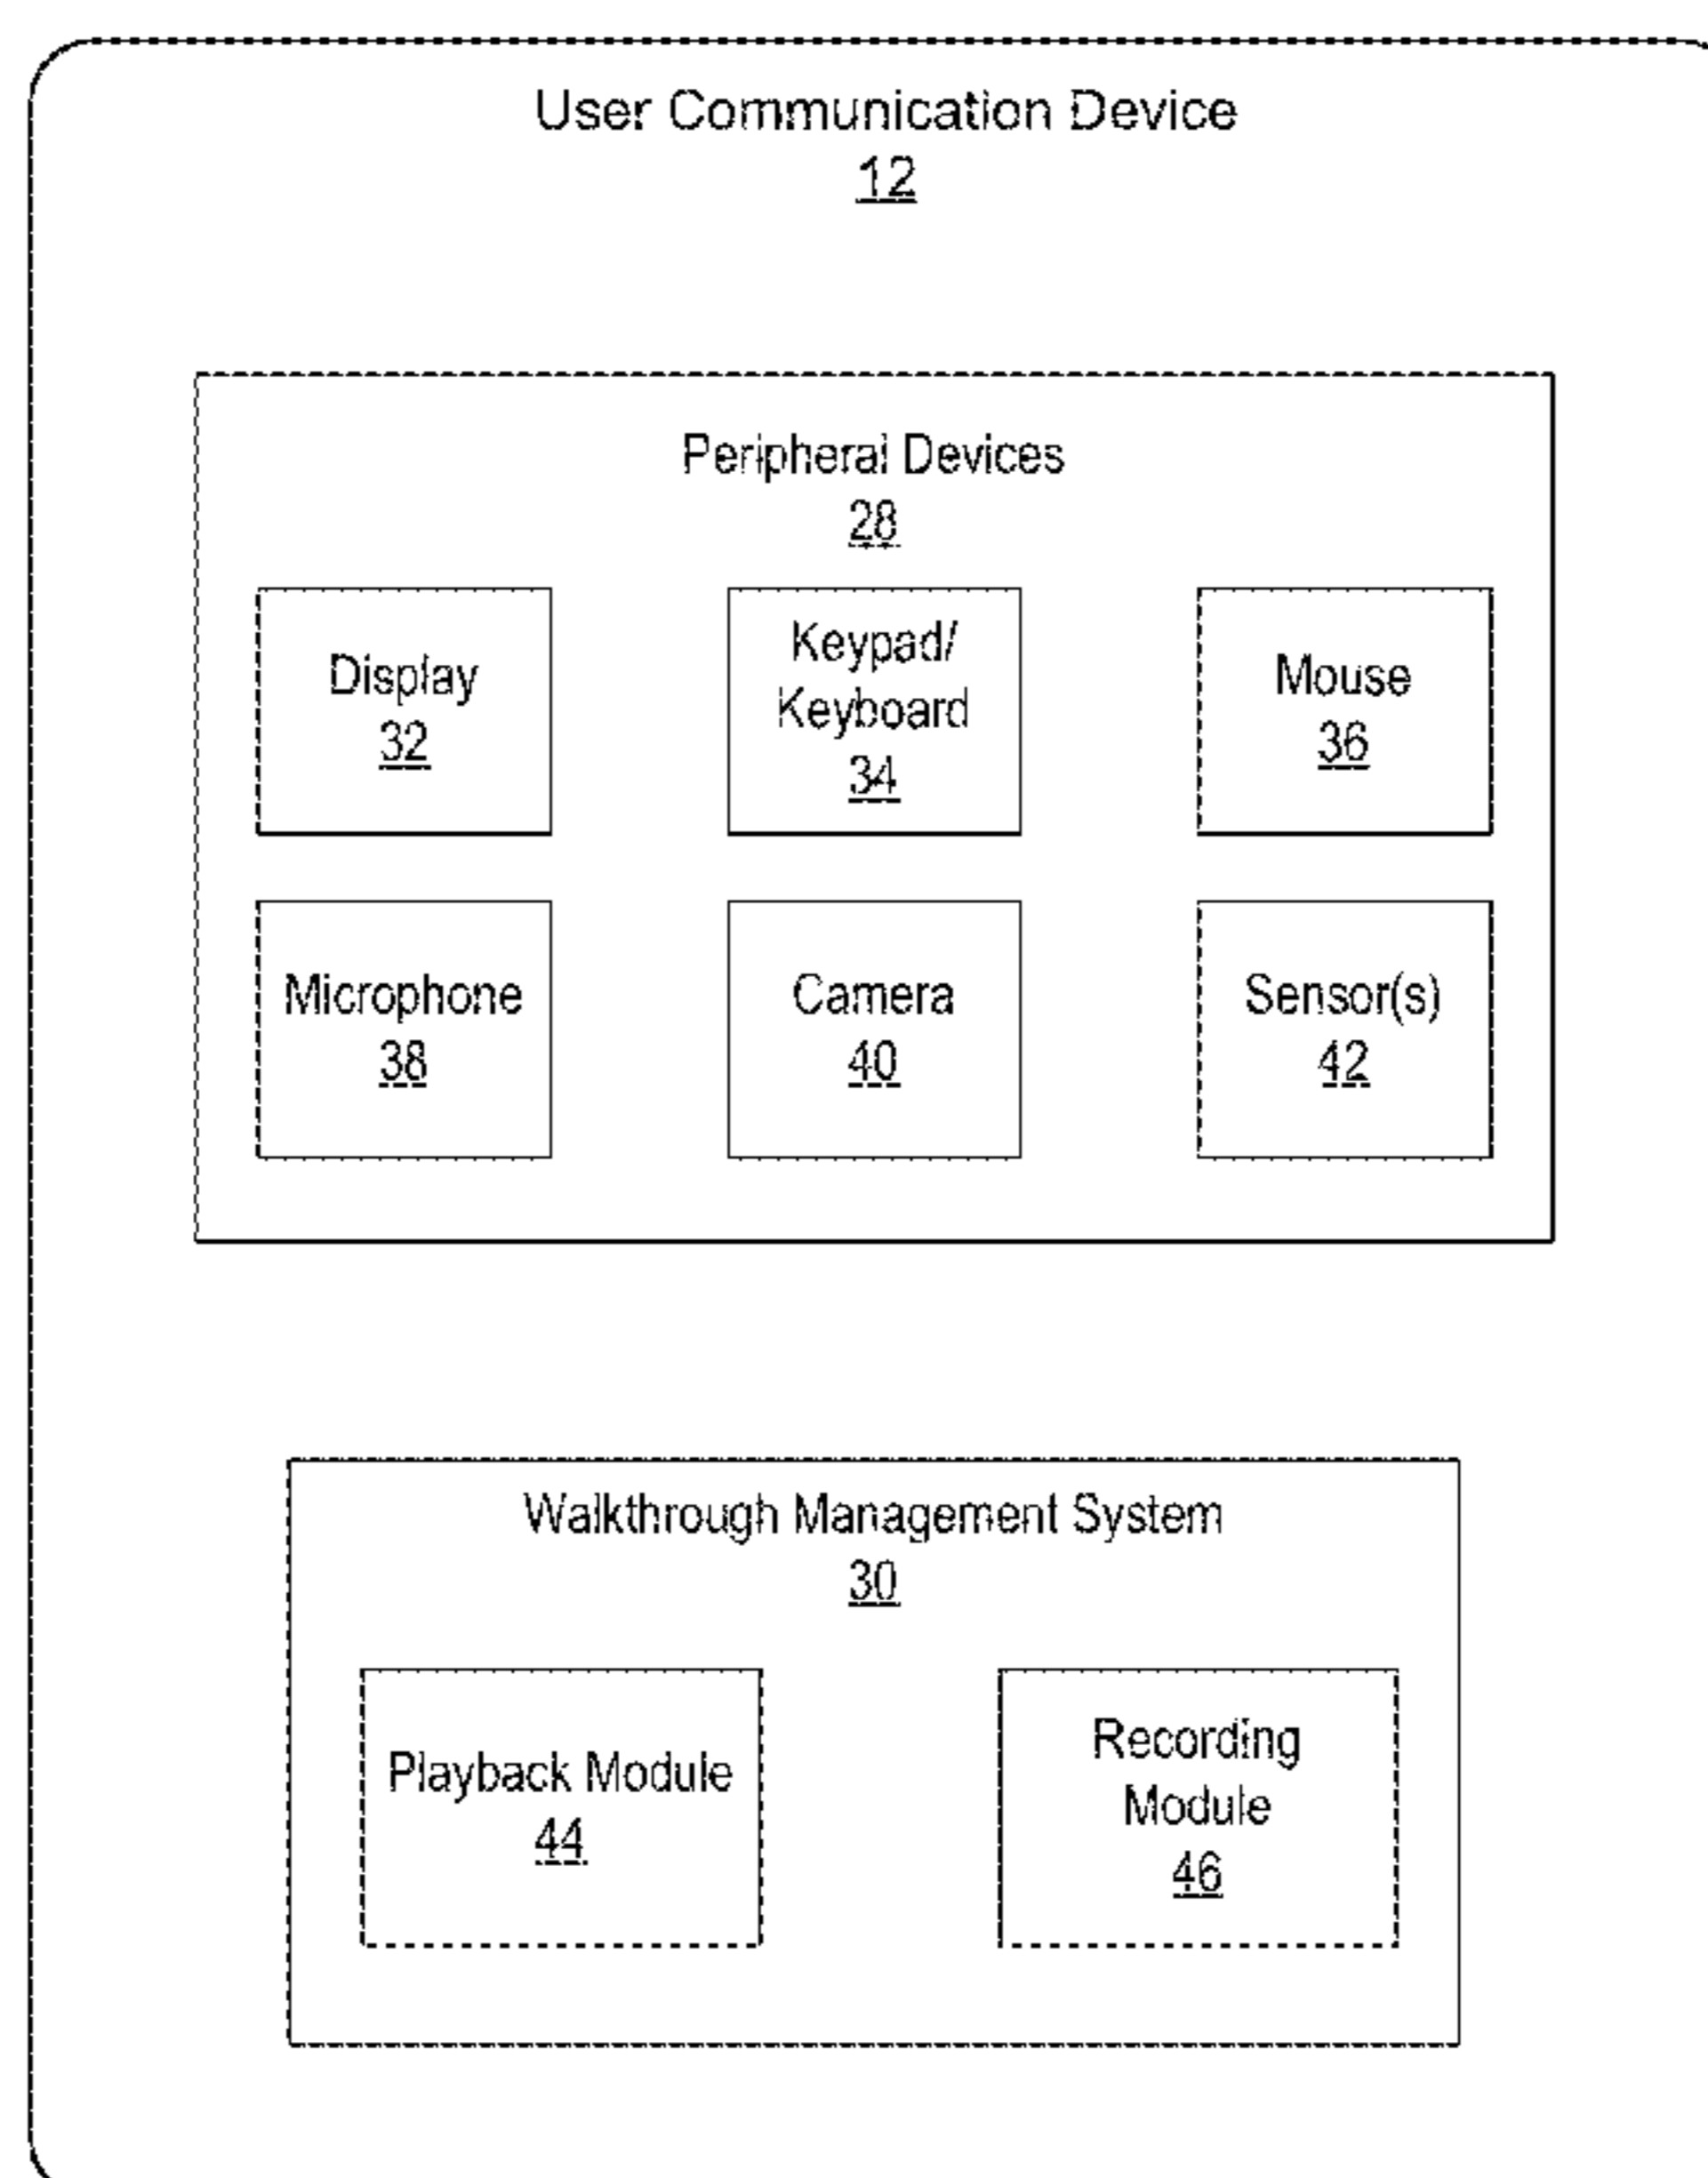 User Communication Device
12
Peripheral Devices
28
Display
32
Keypad/
Keyboard
34
Mouse
36
Microphone
38
Camera
40
Sensor(s)
42
Walkthrough Management System
30
Playback Module
44
Recording
Module
46